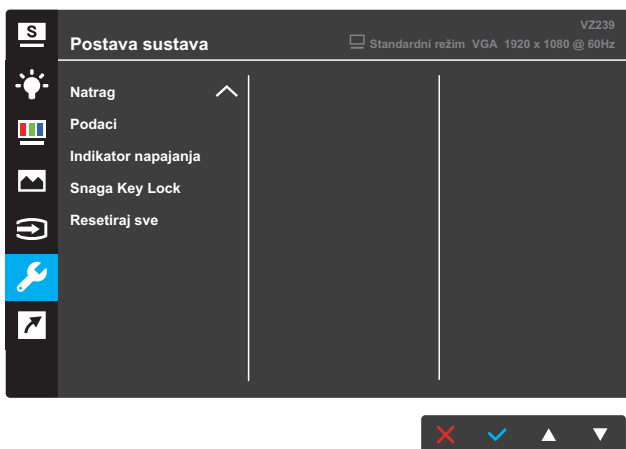 S
VZ239
Postava sustava
Standardni režim VGA 1920 x 1080 @ 60Hz
Natrag
Podaci
Indikator napajanja
Snaga Key Lock
Resetiraj sve